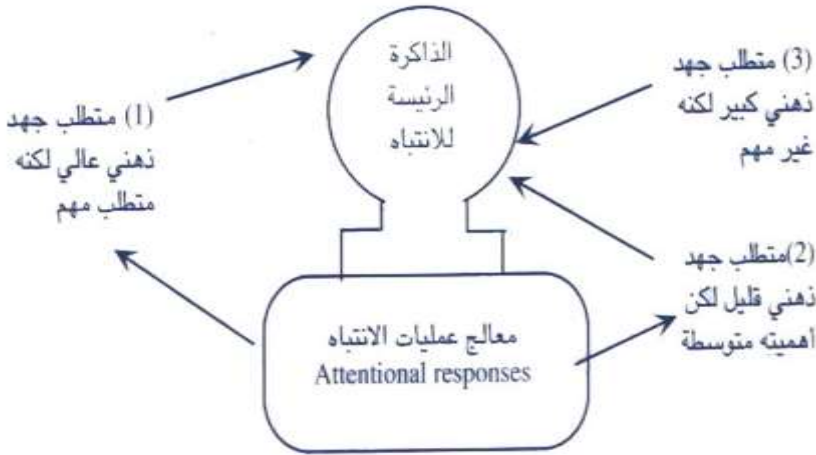 الذاكرة
الرئيسة
للانتباه
(3) متطلب جهد
ذهني كبير لكنه
غير مهم
(1) متطلب جهد
ذهني عالي لكنه
متطلب مهم
(2)متطلب جهد
ذهني قليل لكن
أهميته متوسطة
معالج عمليات الانتباه
Attentional responses